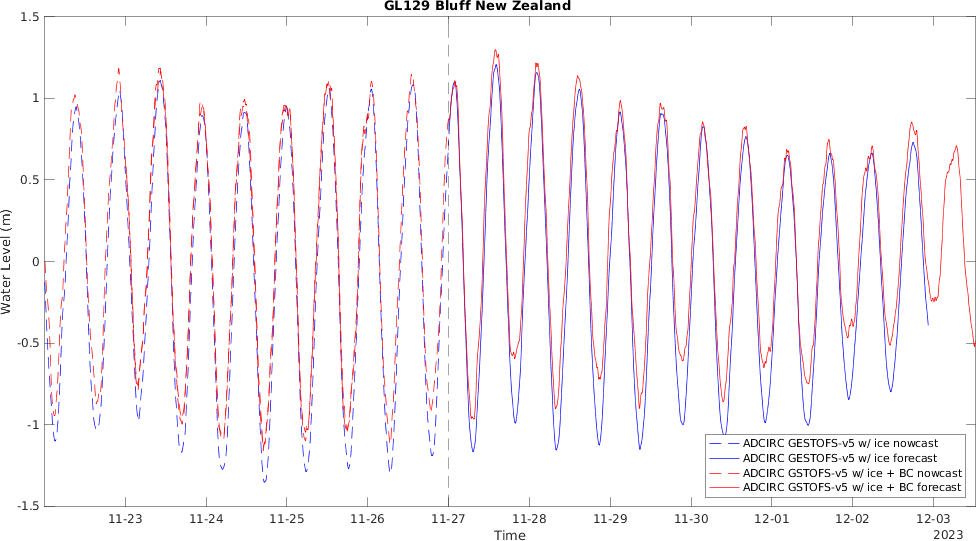 GL129 Bluff New Zealand
1.5
1
0.5
0
-0.5
-1
-1.5
Water Level (m)
ADCIRC GESTOFS-v5 w/ ice nowcast
ADCIRC GESTOFS-v5 w/ ice forecast
ADCIRC GSTOFS-v5 w/ ice + BC nowcast
ADCIRC GSTOFS-v5 w/ ice + BC forecast
11-23 11-24 11-25 11-26 11-27 11-28 11-29 11-30 12-01 12-02 12-03
Time
2023